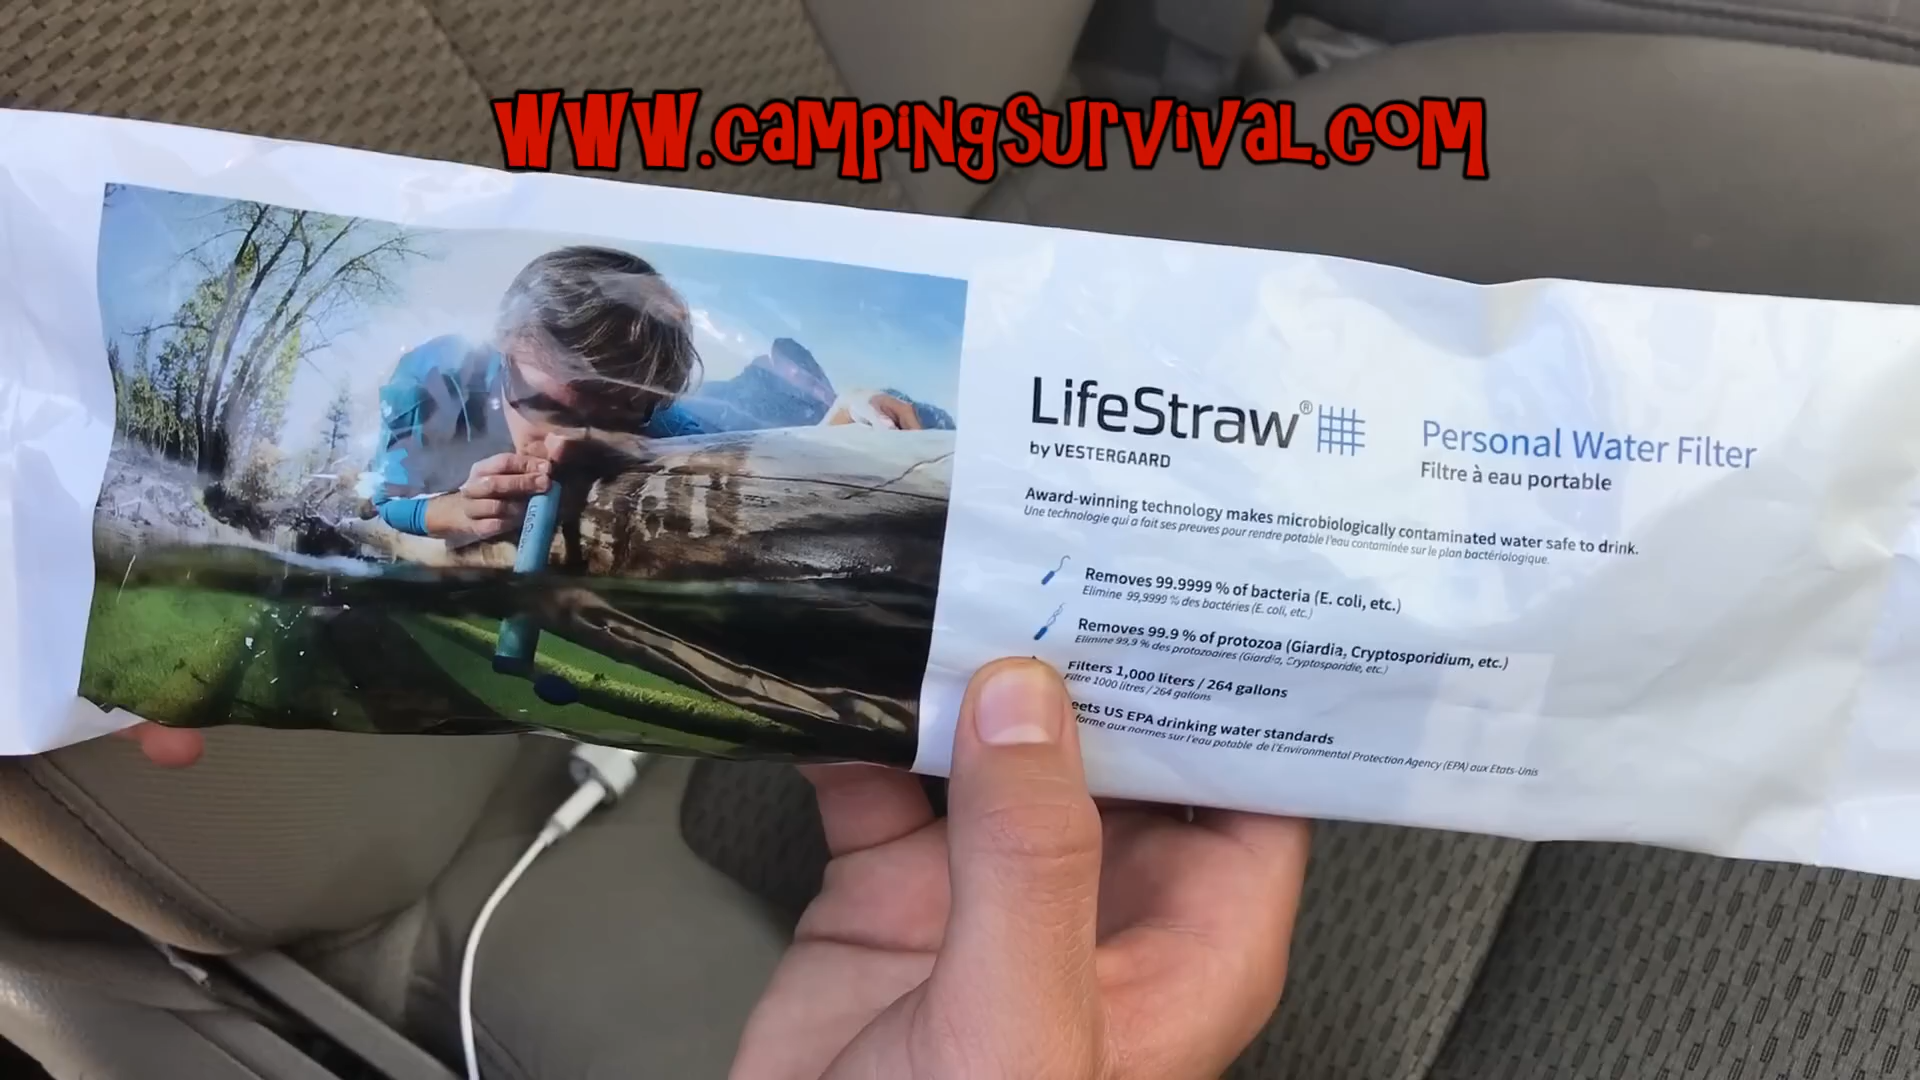 www.campingsurvival.com
LifeStraw®
by VESTERGAARD
Personal Water Filter
Filtre à eau portable
Award-winning technology makes microbiologically contaminated water safe to drink.
Une technologie qui a fait ses preuves pour rendre potable l'eau contaminée sur le plan bactériologique.
Removes 99.9999 % of bacteria (E. coli, etc.)
Elimine 99,9999 % des bactéries (E. coli, etc.)
Removes 99.9 % of protozoa (Giardia, Cryptosporidium, etc.)
Elimine 99,9 % des protozoaires (Giardia, Cryptosporidie, etc.)
Filters 1,000 liters / 264 gallons
Filtre 1000 litres / 264 gallons
eets US EPA drinking water standards
forme aux normes sur l'eau potable de l'Environmental Protection Agency (EPA) aux Etats-Unis